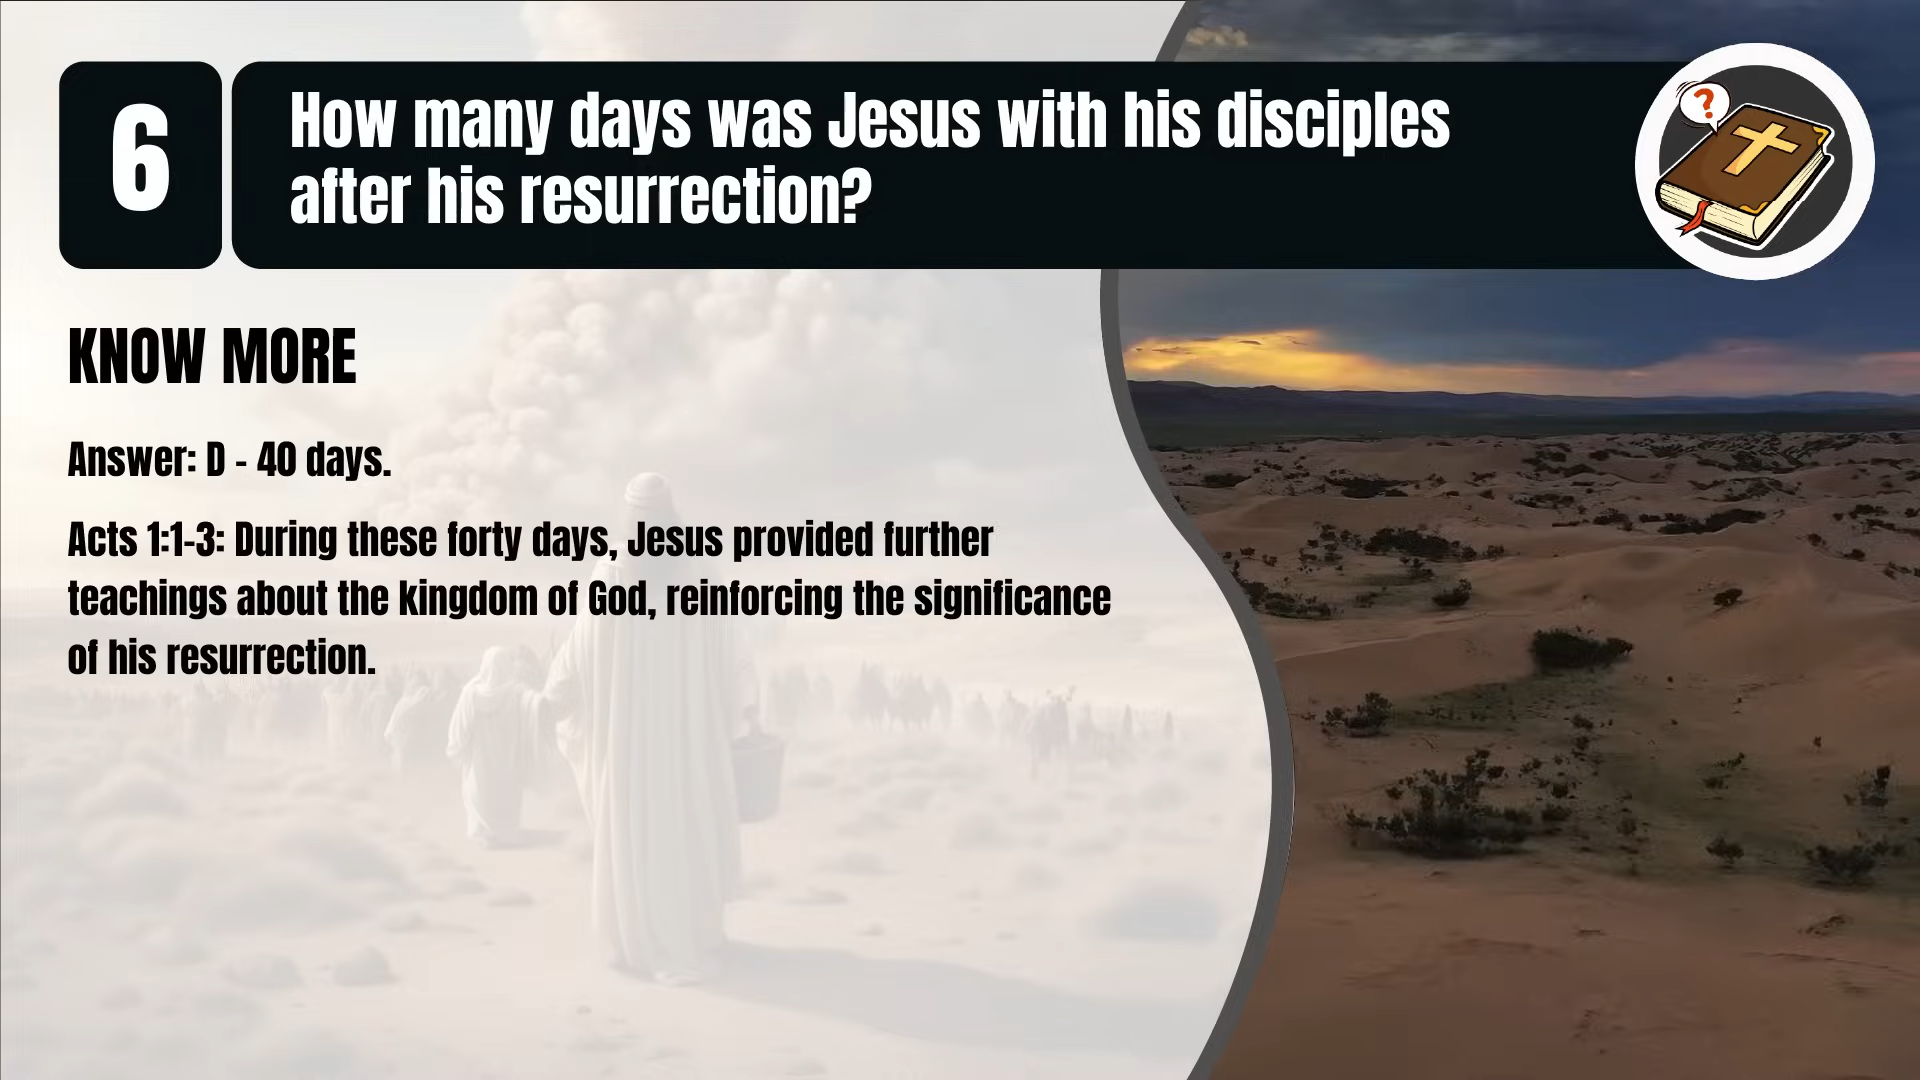 6
How many days was Jesus with his disciples
after his resurrection?
?
KNOW MORE
Answer: D - 40 days.
Acts 1:1-3: During these forty days, Jesus provided further
teachings about the kingdom of God, reinforcing the significance
of his resurrection.